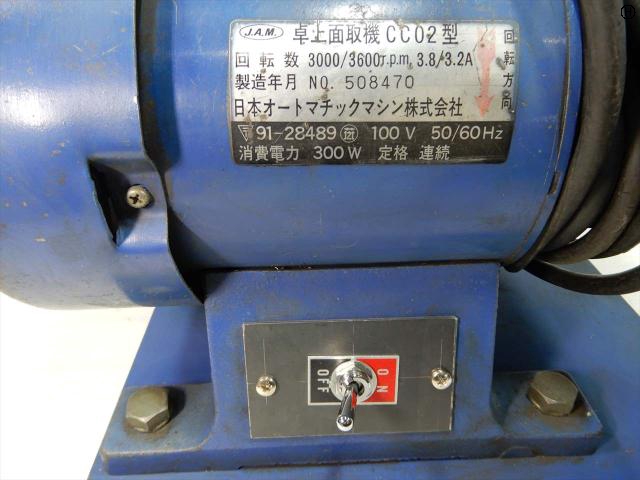 J.A.M. 卓上面取機 CC02型
回転数 3000/3600r.p.m. 3.8/3.2A
製造年月 NO. 508470
日本オートマチックマシン株式会社
回転方向
▽ 91-28489 100V 50/60Hz
消費電力 300W 定格 連続
OFF ON